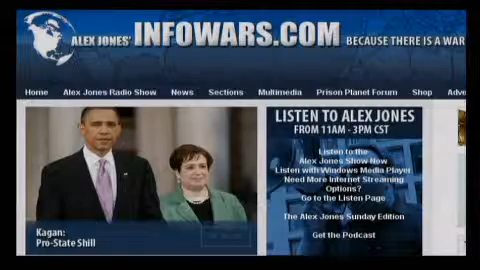 ALEX JONES' INFOWARS.COM BECAUSE THERE IS A WAR
Home Alex Jones Radio Show News Sections Multimedia Prison Planet Forum Shop Adve
LISTEN TO ALEX JONES
FROM 11AM - 3PM CST
Listen to the
Alex Jones Show Now
Listen with Windows Media Player
Need More Internet Streaming
Options?
Go to the Listen Page
The Alex Jones Sunday Edition
Get the Podcast
Kagan:
Pro-State Shill